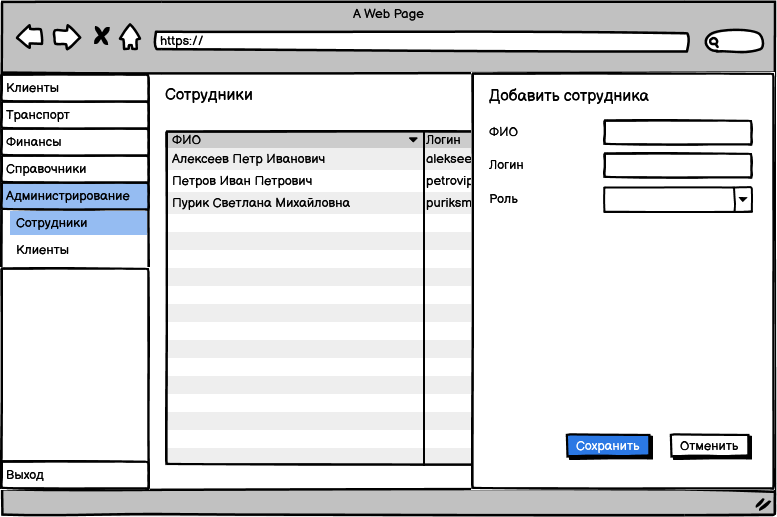 A Web Page
https://
Клиенты
Транспорт
Финансы
Справочники
Администрирование
Сотрудники
Клиенты
Выход
Сотрудники
ФИО Логин
Алексеев Петр Иванович aleksee
Петров Иван Петрович petrovip
Пурик Светлана Михайловна puriksm
Добавить сотрудника
ФИО
Логин
Роль
Сохранить Отменить